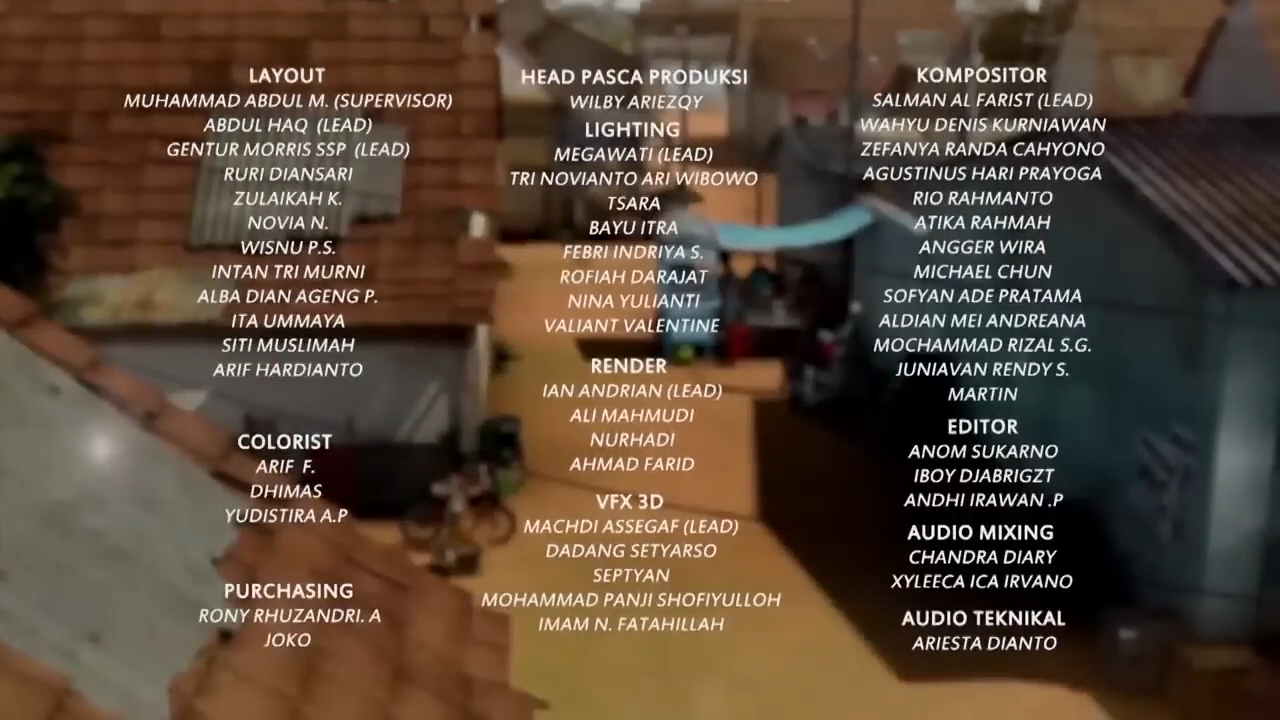 LAYOUT
MUHAMMAD ABDUL M. (SUPERVISOR)
ABDUL HAQ (LEAD)
GENTUR MORRIS SSP (LEAD)
RURI DIANSARI
ZULAIKAH K.
NOVIA N.
WISNU P.S.
INTAN TRI MURNI
ALBA DIAN AGENG P.
ITA UMMAYA
SITI MUSLIMAH
ARIF HARDIANTO
COLORIST
ARIF F.
DHIMAS
YUDISTIRA A.P
PURCHASING
RONY RHUZANDRI. A
JOKO
HEAD PASCA PRODUKSI
WILBY ARIEZQY
LIGHTING
MEGAWATI (LEAD)
TRI NOVIANTO ARI WIBOWO
TSARA
BAYU ITRA
FEBRI INDRIYA S.
ROFIAH DARAJAT
NINA YULIANTI
VALIANT VALENTINE
RENDER
IAN ANDRIAN (LEAD)
ALI MAHMUDI
NURHADI
AHMAD FARID
VFX 3D
MACHDI ASSEGAF (LEAD)
DADANG SETYARSO
SEPTYAN
MOHAMMAD PANJI SHOFIYULLOH
IMAM N. FATAHILLAH
KOMPOSITOR
SALMAN AL FARIST (LEAD)
WAHYU DENIS KURNIAWAN
ZEFANYA RANDA CAHYONO
AGUSTINUS HARI PRAYOGA
RIO RAHMANTO
ATIKA RAHMAH
ANGGER WIRA
MICHAEL CHUN
SOFYAN ADE PRATAMA
ALDIAN MEI ANDREANA
MOCHAMMAD RIZAL S.G.
JUNIAVAN RENDY S.
MARTIN
EDITOR
ANOM SUKARNO
IBOY DJABRIGZT
ANDHI IRAWAN .P
AUDIO MIXING
CHANDRA DIARY
XYLEECA ICA IRVANO
AUDIO TEKNIKAL
ARIESTA DIANTO